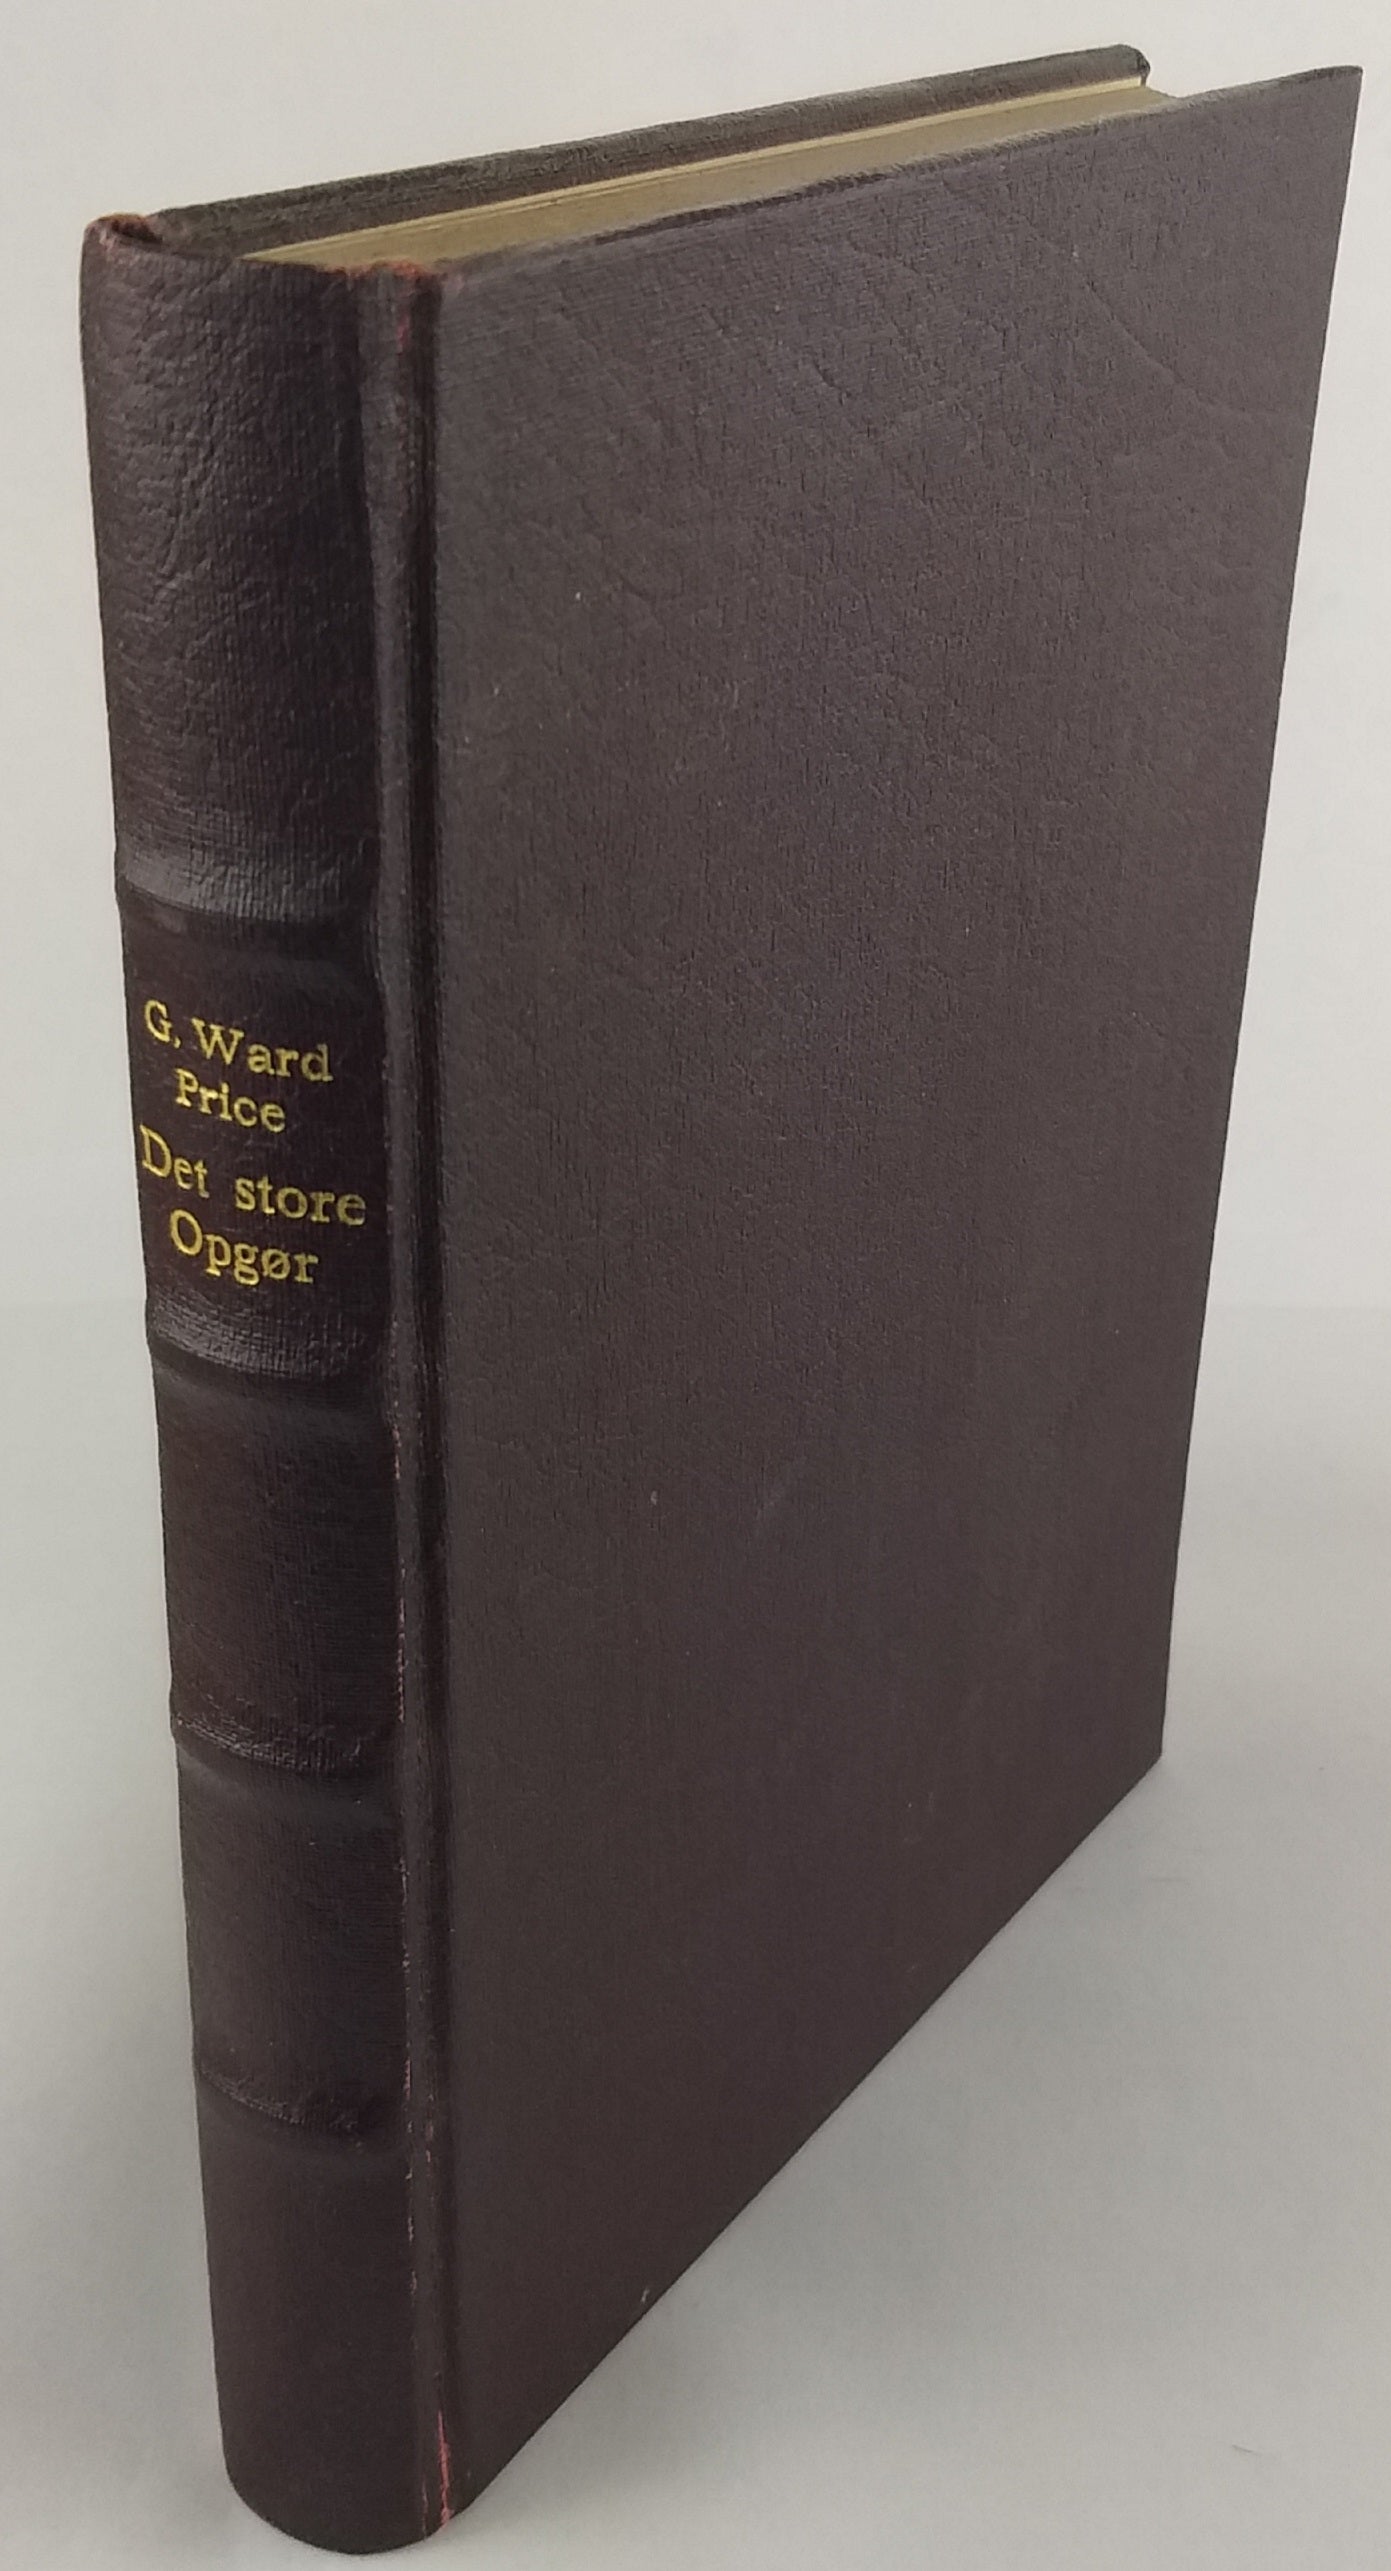 G. Ward
Price
Det store
Opgør